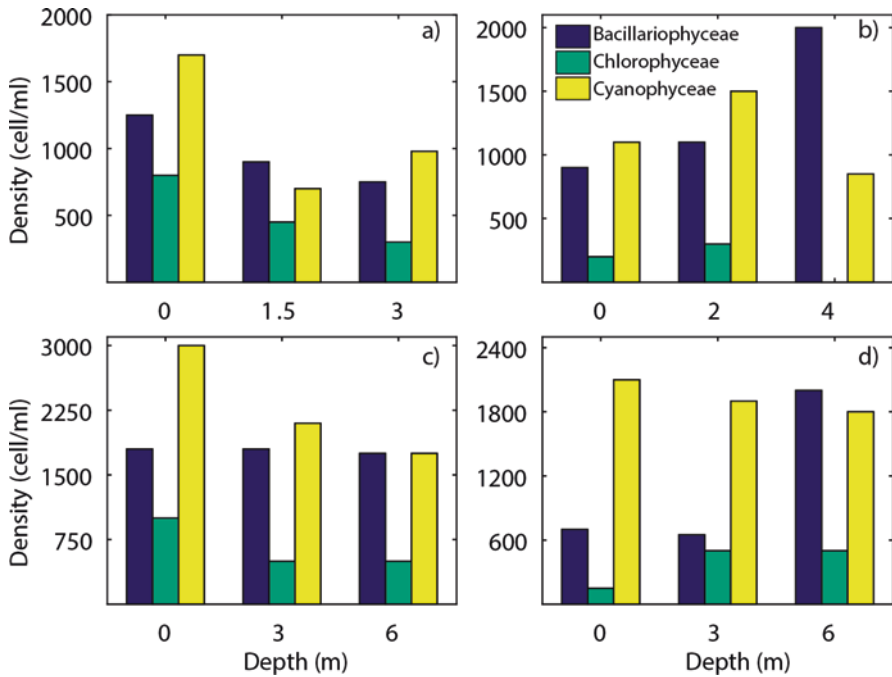 2000
1500
1000
500
0
1.5
3
a)
Density (cell/ml)
2000
1500
1000
500
0
2
4
b)
Bacillariophyceae
Chlorophyceae
Cyanophyceae
3000
2250
1500
750
0
3
6
c)
Density (cell/ml)
Depth (m)
2400
1800
1200
600
0
3
6
d)
Depth (m)